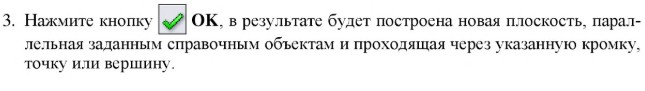 3. Нажмите кнопку OK, в результате будет построена новая плоскость, парал-
лельная заданным справочным объектам и проходящая через указанную кромку,
точку или вершину.